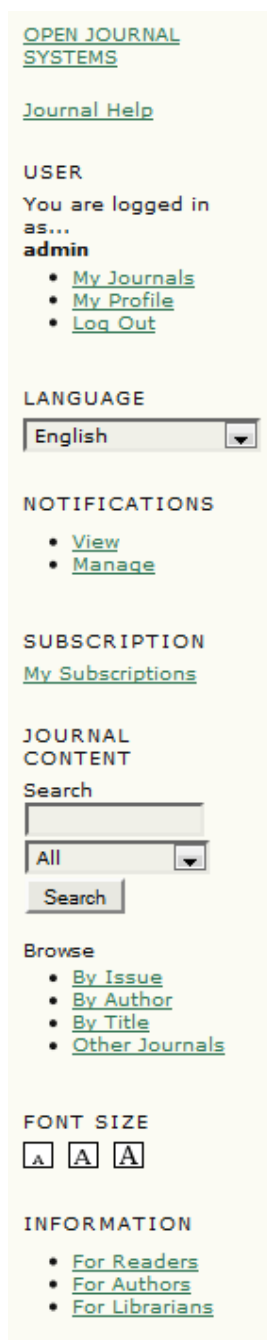 OPEN JOURNAL
SYSTEMS
Journal Help
USER
You are logged in
as...
admin
My Journals
My Profile
Log Out
LANGUAGE
English
NOTIFICATIONS
View
Manage
SUBSCRIPTION
My Subscriptions
JOURNAL
CONTENT
Search
All
Search
Browse
By Issue
By Author
By Title
Other Journals
FONT SIZE
A A A
INFORMATION
For Readers
For Authors
For Librarians